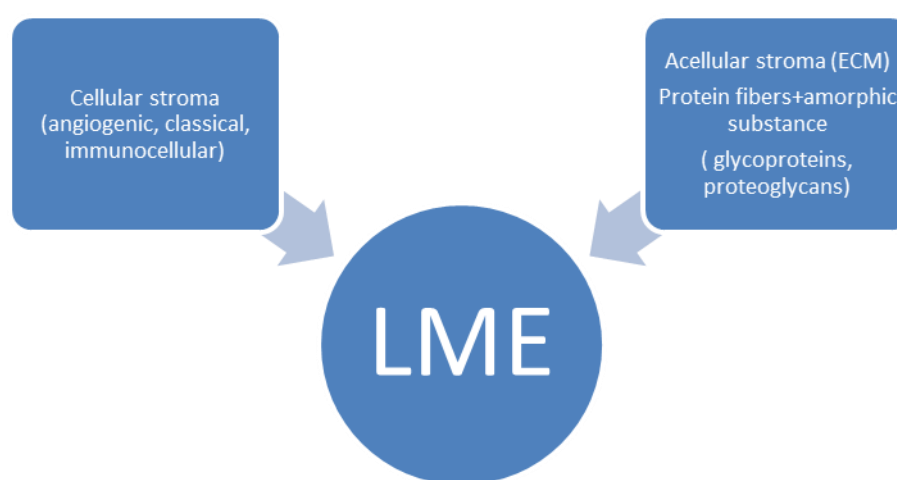 Cellular stroma
(angiogenic, classical,
immunocellular)
Acellular stroma (ECM)
Protein fibers+amorphic
substance
( glycoproteins,
proteoglycans)
LME